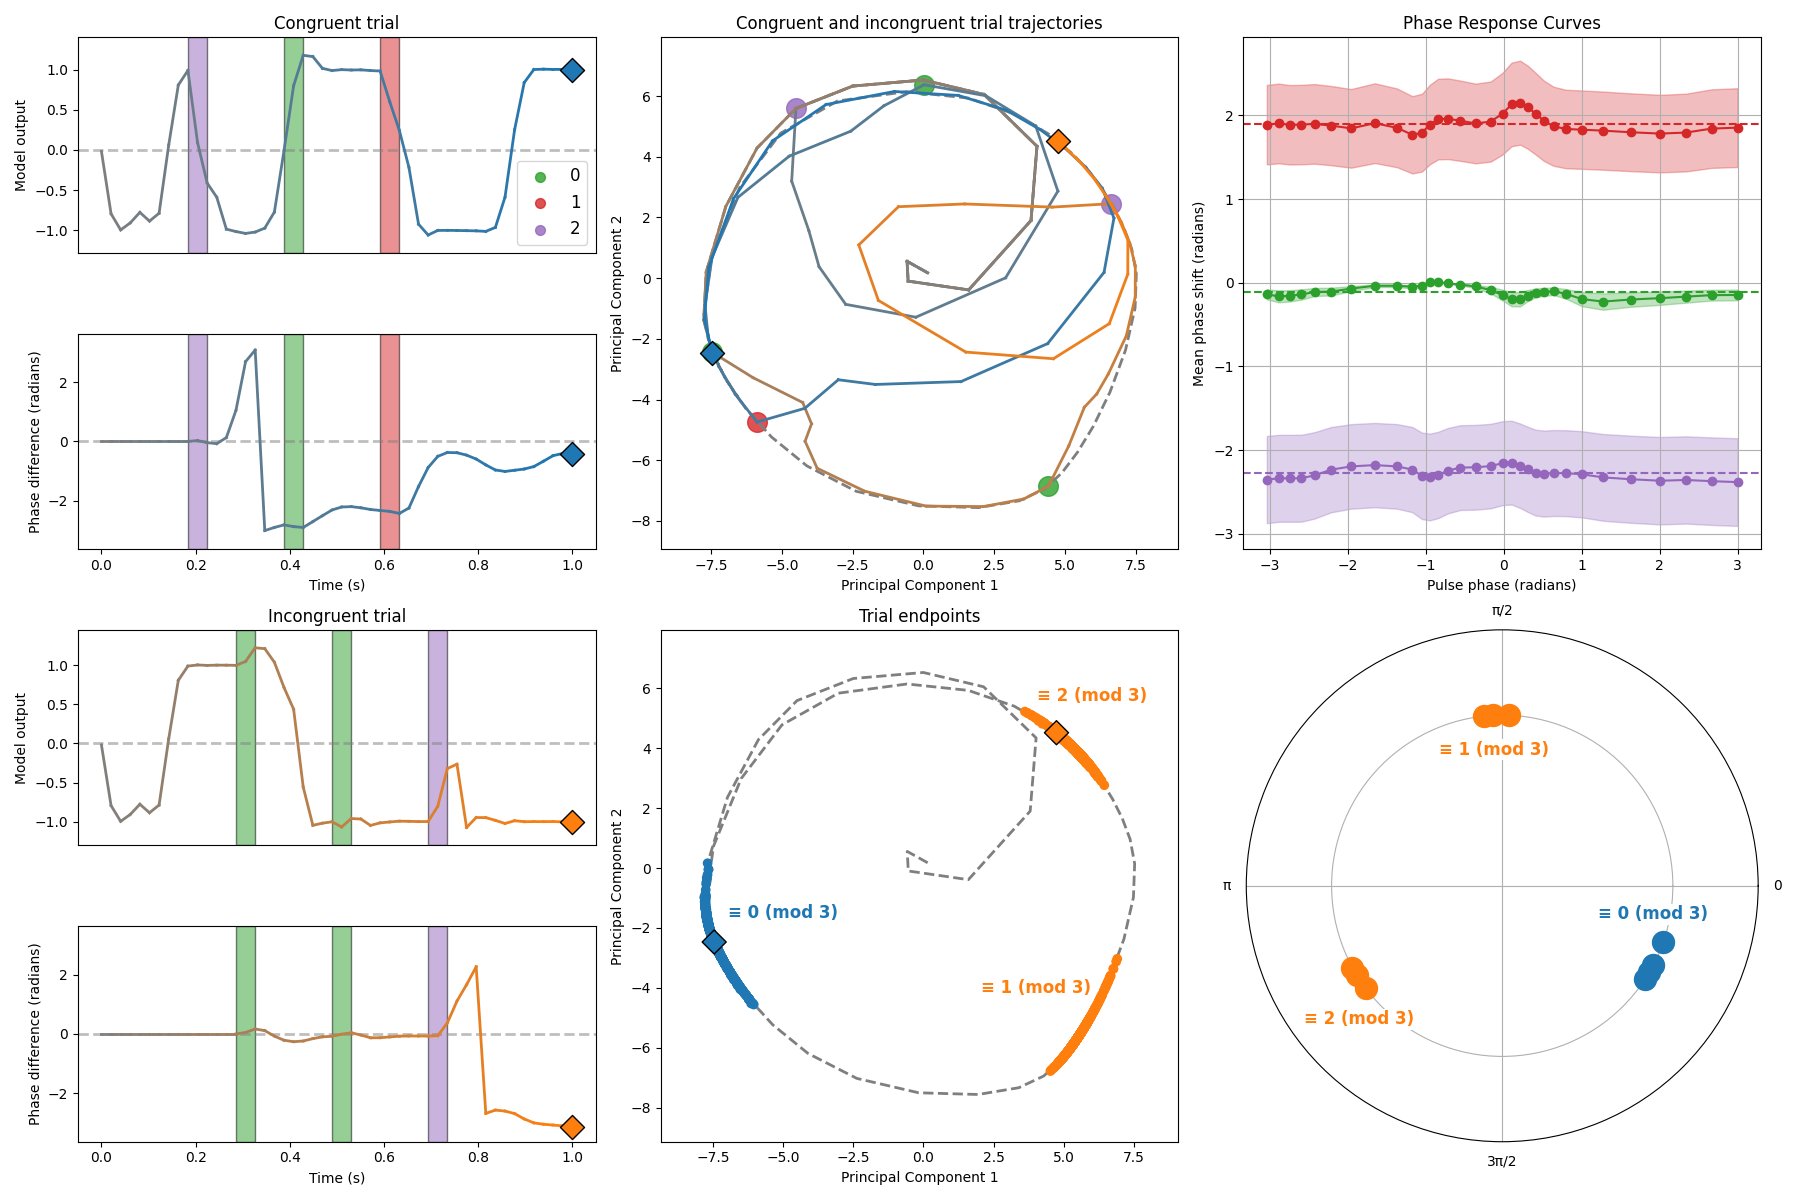 Congruent trial
Model output
1.0
0.5
0.0
−0.5
−1.0
0
1
2
Phase difference (radians)
2
0
−2
0.0 0.2 0.4 0.6 0.8 1.0
Time (s)
Congruent and incongruent trial trajectories
Principal Component 2
6
4
2
0
−2
−4
−6
−8
−7.5 −5.0 −2.5 0.0 2.5 5.0 7.5
Principal Component 1
Phase Response Curves
Mean phase shift (radians)
2
1
0
−1
−2
−3
−3 −2 −1 0 1 2 3
Pulse phase (radians)
Incongruent trial
Model output
1.0
0.5
0.0
−0.5
−1.0
Phase difference (radians)
2
0
−2
0.0 0.2 0.4 0.6 0.8 1.0
Time (s)
Trial endpoints
Principal Component 2
6
4
2
0
−2
−4
−6
−8
≡ 2 (mod 3)
≡ 0 (mod 3)
≡ 1 (mod 3)
−7.5 −5.0 −2.5 0.0 2.5 5.0 7.5
Principal Component 1
π/2
≡ 1 (mod 3)
π
0
≡ 0 (mod 3)
≡ 2 (mod 3)
3π/2